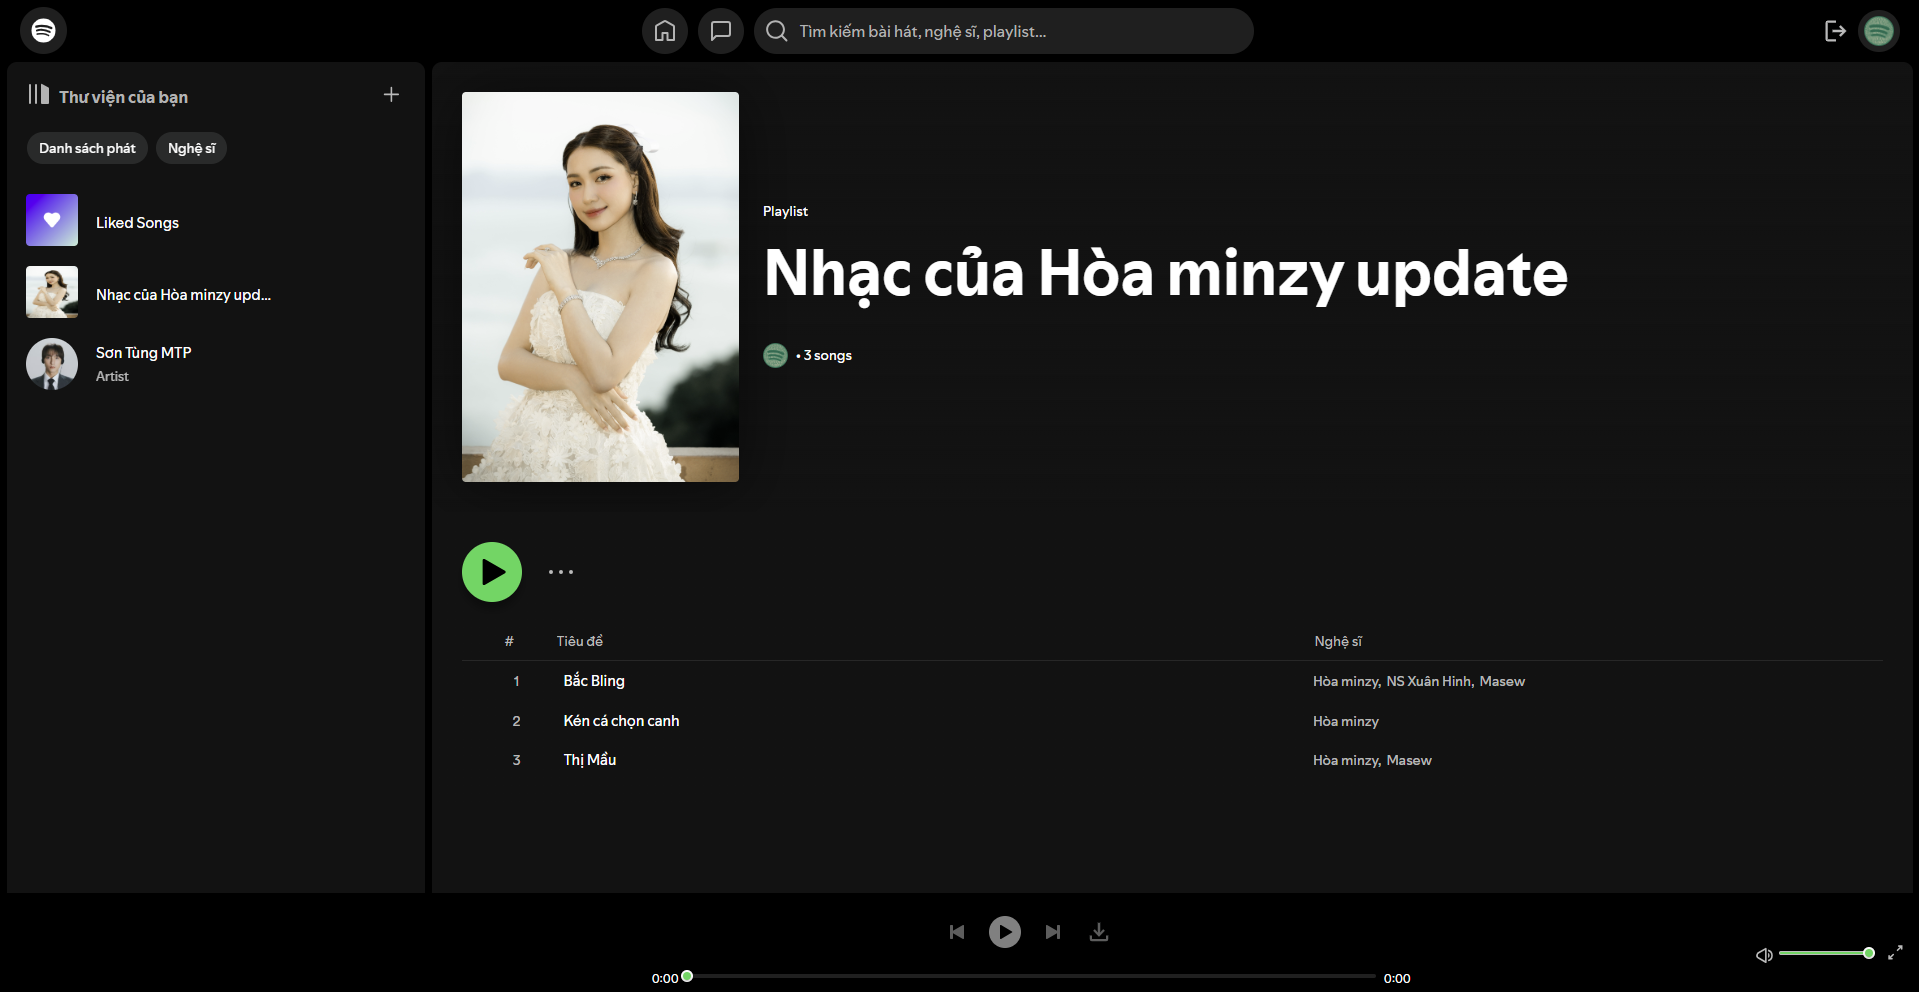 Tìm kiếm bài hát, nghệ sĩ, playlist...
Thư viện của bạn
Danh sách phát
Nghệ sĩ
Liked Songs
Nhạc của Hòa minzy upd...
Sơn Tùng MTP
Artist
Playlist
Nhạc của Hòa minzy update
• 3 songs
# Tiêu đề Nghệ sĩ
1 Bắc Bling Hòa minzy, NS Xuân Hinh, Masew
2 Kén cá chọn canh Hòa minzy
3 Thị Mầu Hòa minzy, Masew
0:00 0:00